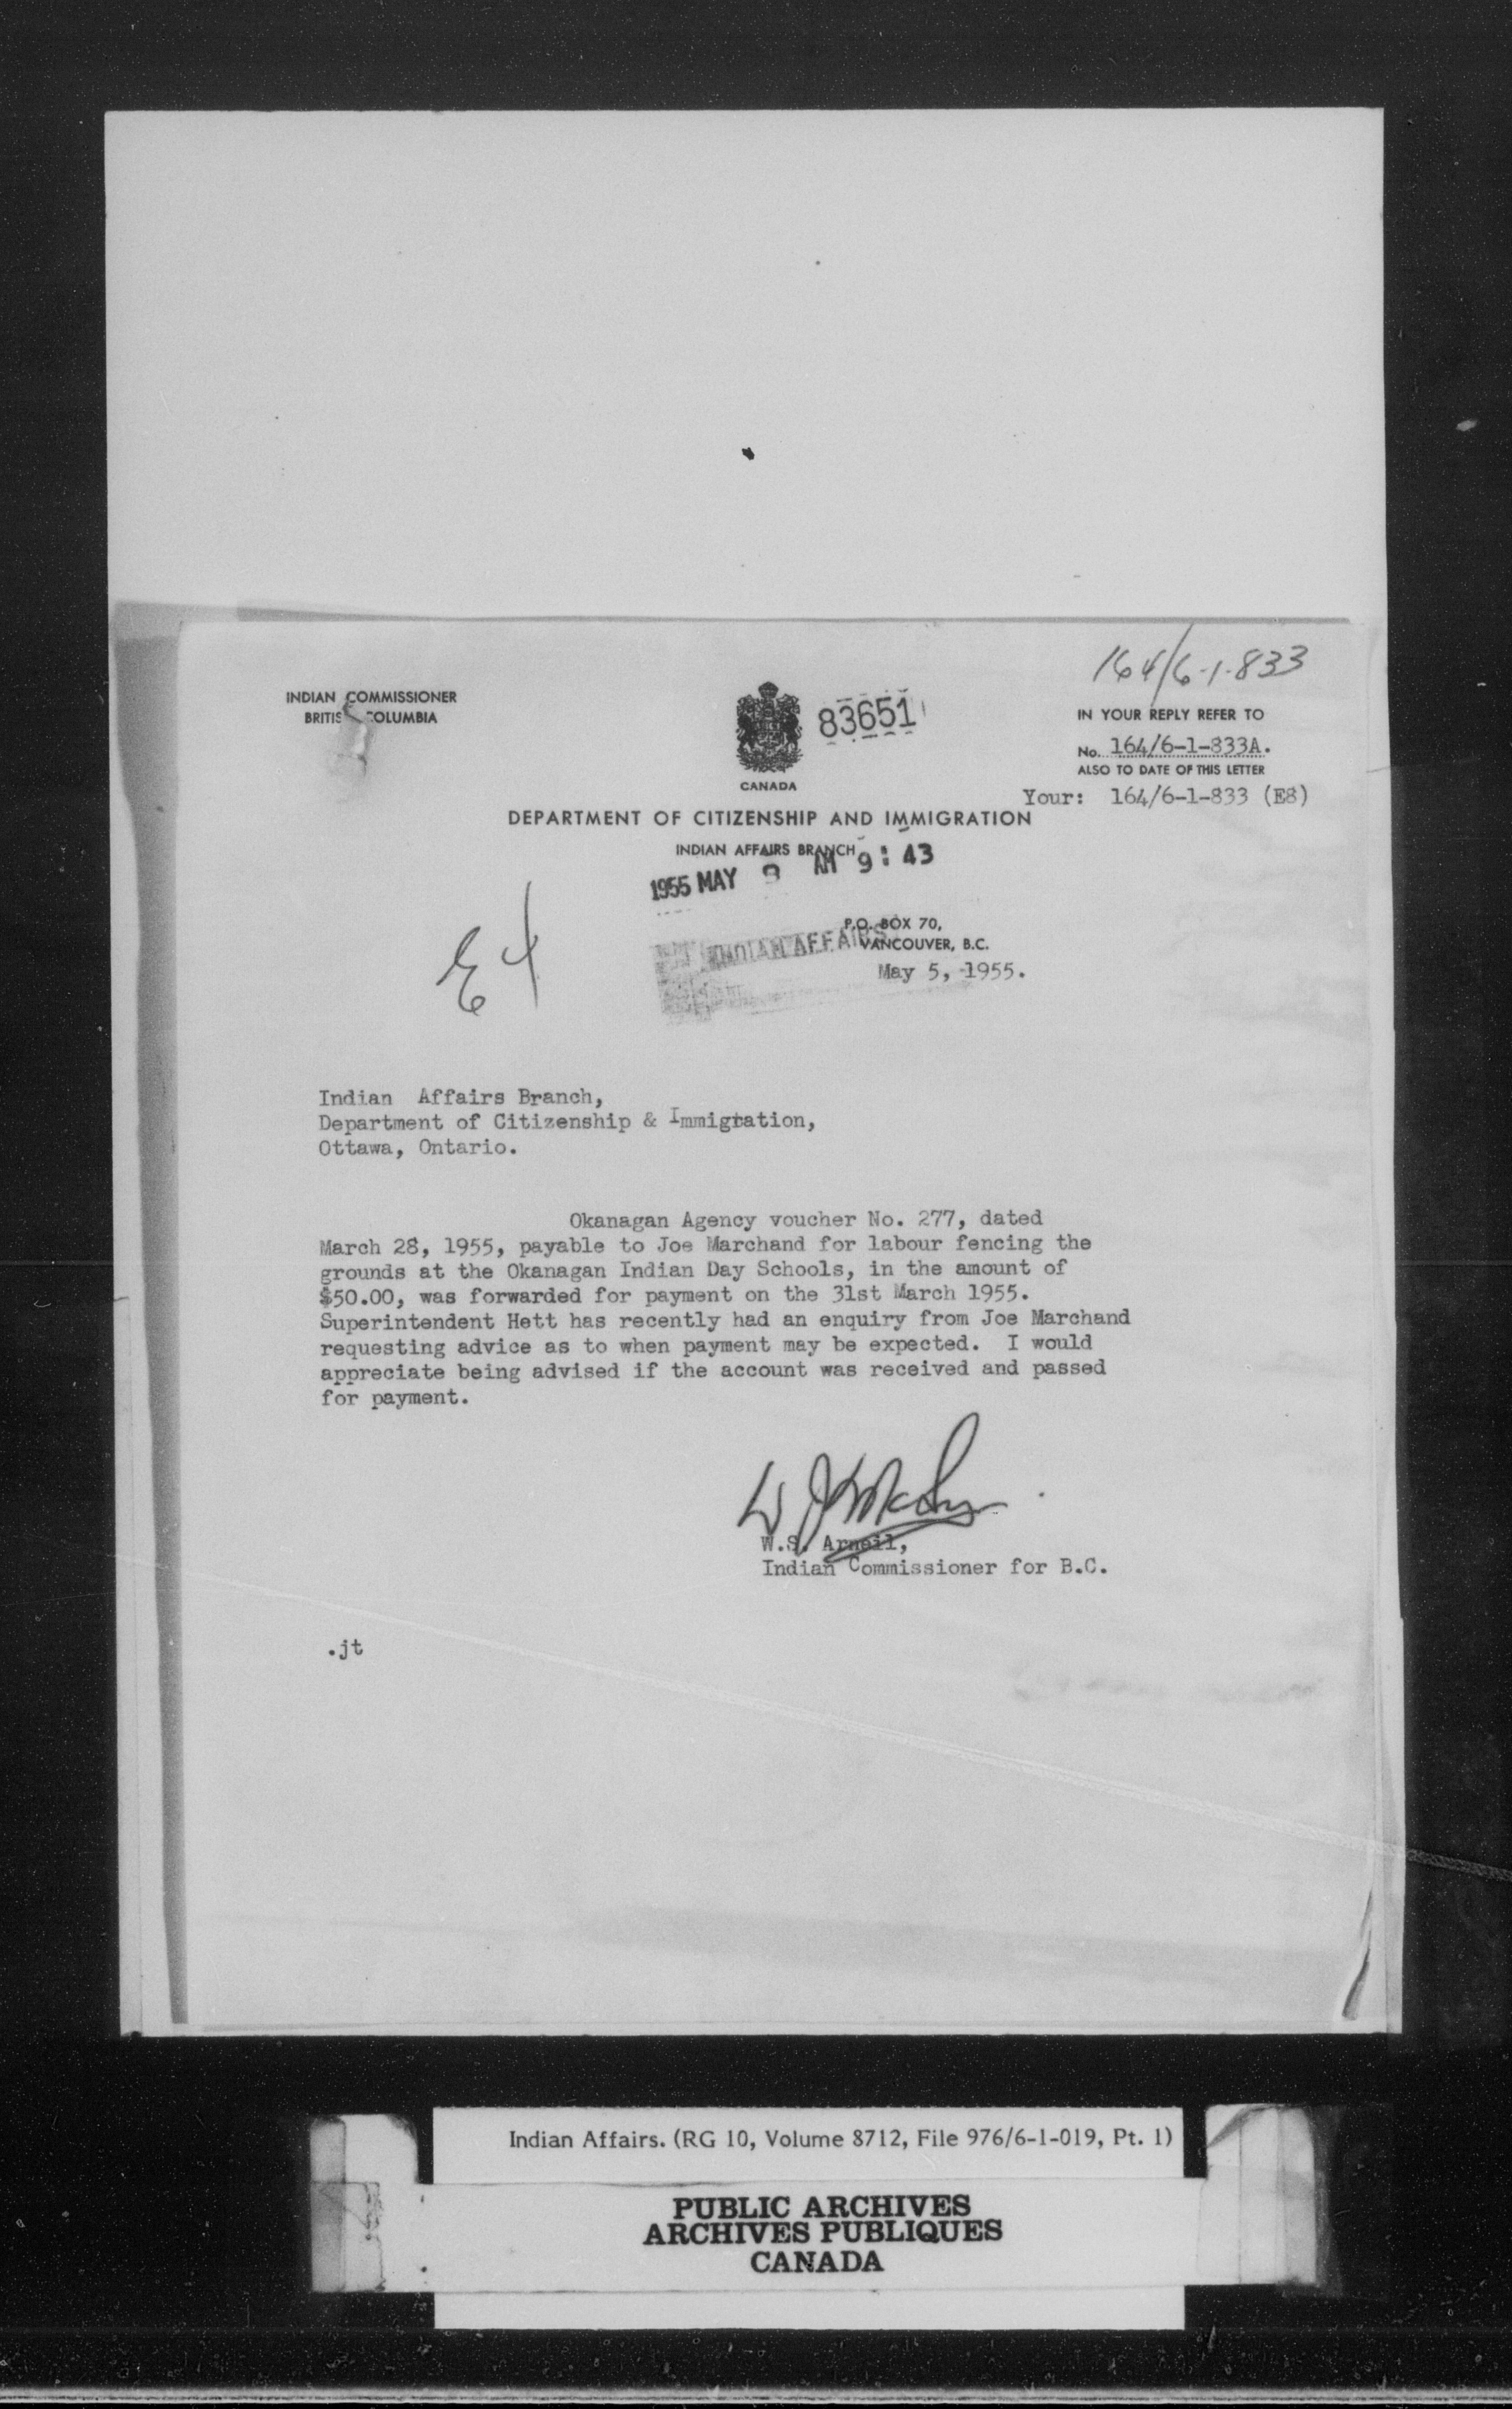 164/6-1-833
INDIAN COMMISSIONER
BRITIS COLUMBIA
83651
IN YOUR REPLY REFER TO
No. 164/6-1-833A.
ALSO TO DATE OF THIS LETTER
CANADA
Your: 164/6-1-833 (E8)
DEPARTMENT OF CITIZENSHIP AND IMMIGRATION
INDIAN AFFAIRS BRANCH
1955 MAY 9 AM 9:43
P.O. BOX 70,
INDIAN AFFAIRS
VANCOUVER, B.C.
May 5, 1955.
E4
Indian Affairs Branch,
Department of Citizenship & Immigration,
Ottawa, Ontario.
Okanagan Agency voucher No. 277, dated
March 28, 1955, payable to Joe Marchand for labour fencing the
grounds at the Okanagan Indian Day Schools, in the amount of
$50.00, was forwarded for payment on the 31st March 1955.
Superintendent Hett has recently had an enquiry from Joe Marchand
requesting advice as to when payment may be expected. I would
appreciate being advised if the account was received and passed
for payment.
W.S. Arneil,
Indian Commissioner for B.C.
.jt
Indian Affairs. (RG 10, Volume 8712, File 976/6-1-019, Pt. 1)
PUBLIC ARCHIVES
ARCHIVES PUBLIQUES
CANADA